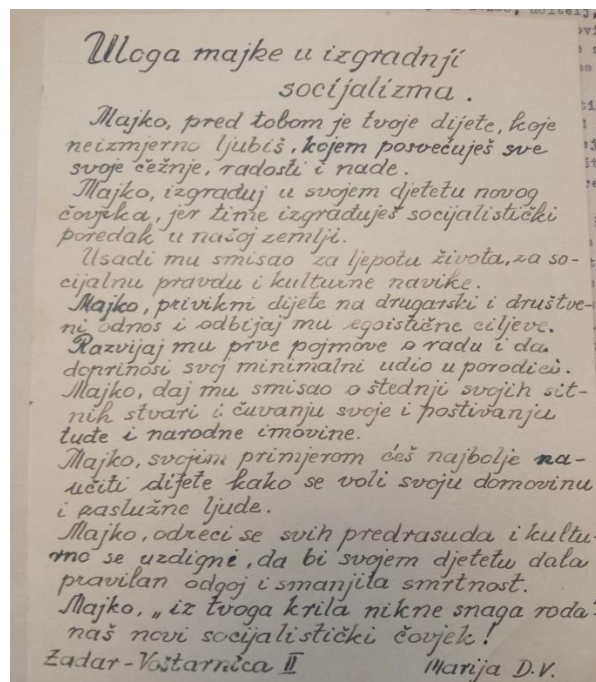 Uloga majke u izgradnji
socijalizma.
Majko, pred tobom je tvoje dijete, koje
neizmjerno ljubiš, kojem posvećuješ sve
svoje čežnje, radosti i nade.
Majko, izgrađuj u svojem djetetu novog
čovjeka, jer time izgrađuješ socijalistički
poredak u našoj zemlji.
Usadi mu smisao za ljepotu života, za so-
cijalnu pravdu i kulturne navike.
Majko, privikni dijete na drugarski i društve-
ni odnos i odbijaj mu egoistične ciljeve.
Razvijaj mu prve pojmove o radu i da
doprinosi svoj minimalni udio u porodici.
Majko, daj mu smisao o štednji svojih sit-
nih stvari i čuvanju svoje i poštivanju
tuđe i narodne imovine.
Majko, svojim primjerom ćeš najbolje na-
učiti dijete kako se voli svoju domovinu
i zaslužne ljude.
Majko, odreci se svih predrasuda i kultu-
rno se uzdigni, da bi svojem djetetu dala
pravilan odgoj i smanjila smrtnost.
Majko, „iz tvoga krila nikne snaga roda"
naš novi socijalistički čovjek!
Zadar-Voštarnica II Marija D.V.